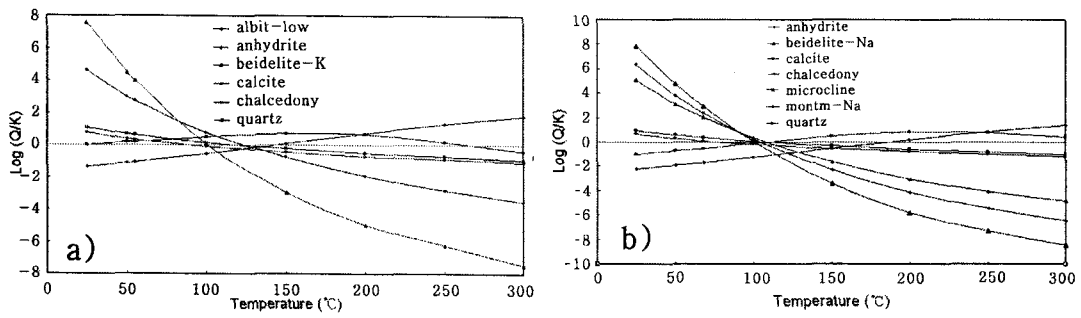 a)
Log (Q/K)
8
6
4
2
0
-2
-4
-6
-8
albit-low
anhydrite
beidelite-K
calcite
chalcedony
quartz
0 50 100 150 200 250 300
Temperature (℃)
b)
Log (Q/K)
10
8
6
4
2
0
-2
-4
-6
-8
-10
anhydrite
beidelite-Na
calcite
chalcedony
microcline
montm-Na
quartz
0 50 100 150 200 250 300
Temperature (℃)